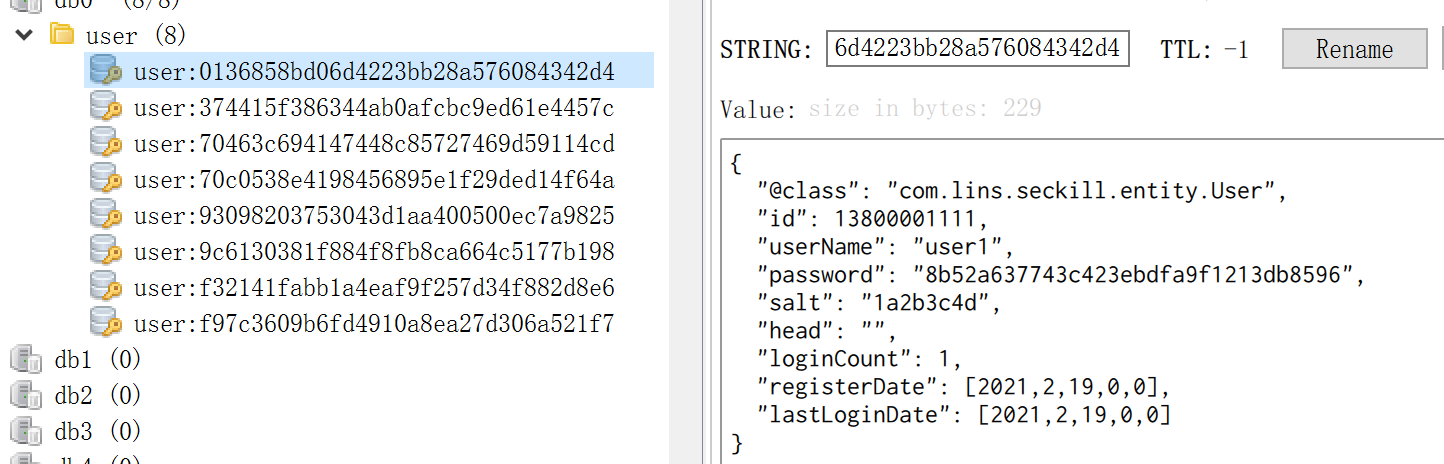 db0 (8/8)
user (8)
user:0136858bd06d4223bb28a576084342d4
user:374415f386344ab0afcbc9ed61e4457c
user:70463c694147448c85727469d59114cd
user:70c0538e4198456895e1f29ded14f64a
user:93098203753043d1aa400500ec7a9825
user:9c6130381f884f8fb8ca664c5177b198
user:f32141fabb1a4eaf9f257d34f882d8e6
user:f97c3609b6fd4910a8ea27d306a521f7
db1 (0)
db2 (0)
db3 (0)
db4 (0)
STRING: 6d4223bb28a576084342d4 TTL: -1 Rename
Value: size in bytes: 229
{
"@class": "com.lins.seckill.entity.User",
"id": 13800001111,
"userName": "user1",
"password": "8b52a637743c423ebdfa9f1213db8596",
"salt": "1a2b3c4d",
"head": "",
"loginCount": 1,
"registerDate": [2021,2,19,0,0],
"lastLoginDate": [2021,2,19,0,0]
}